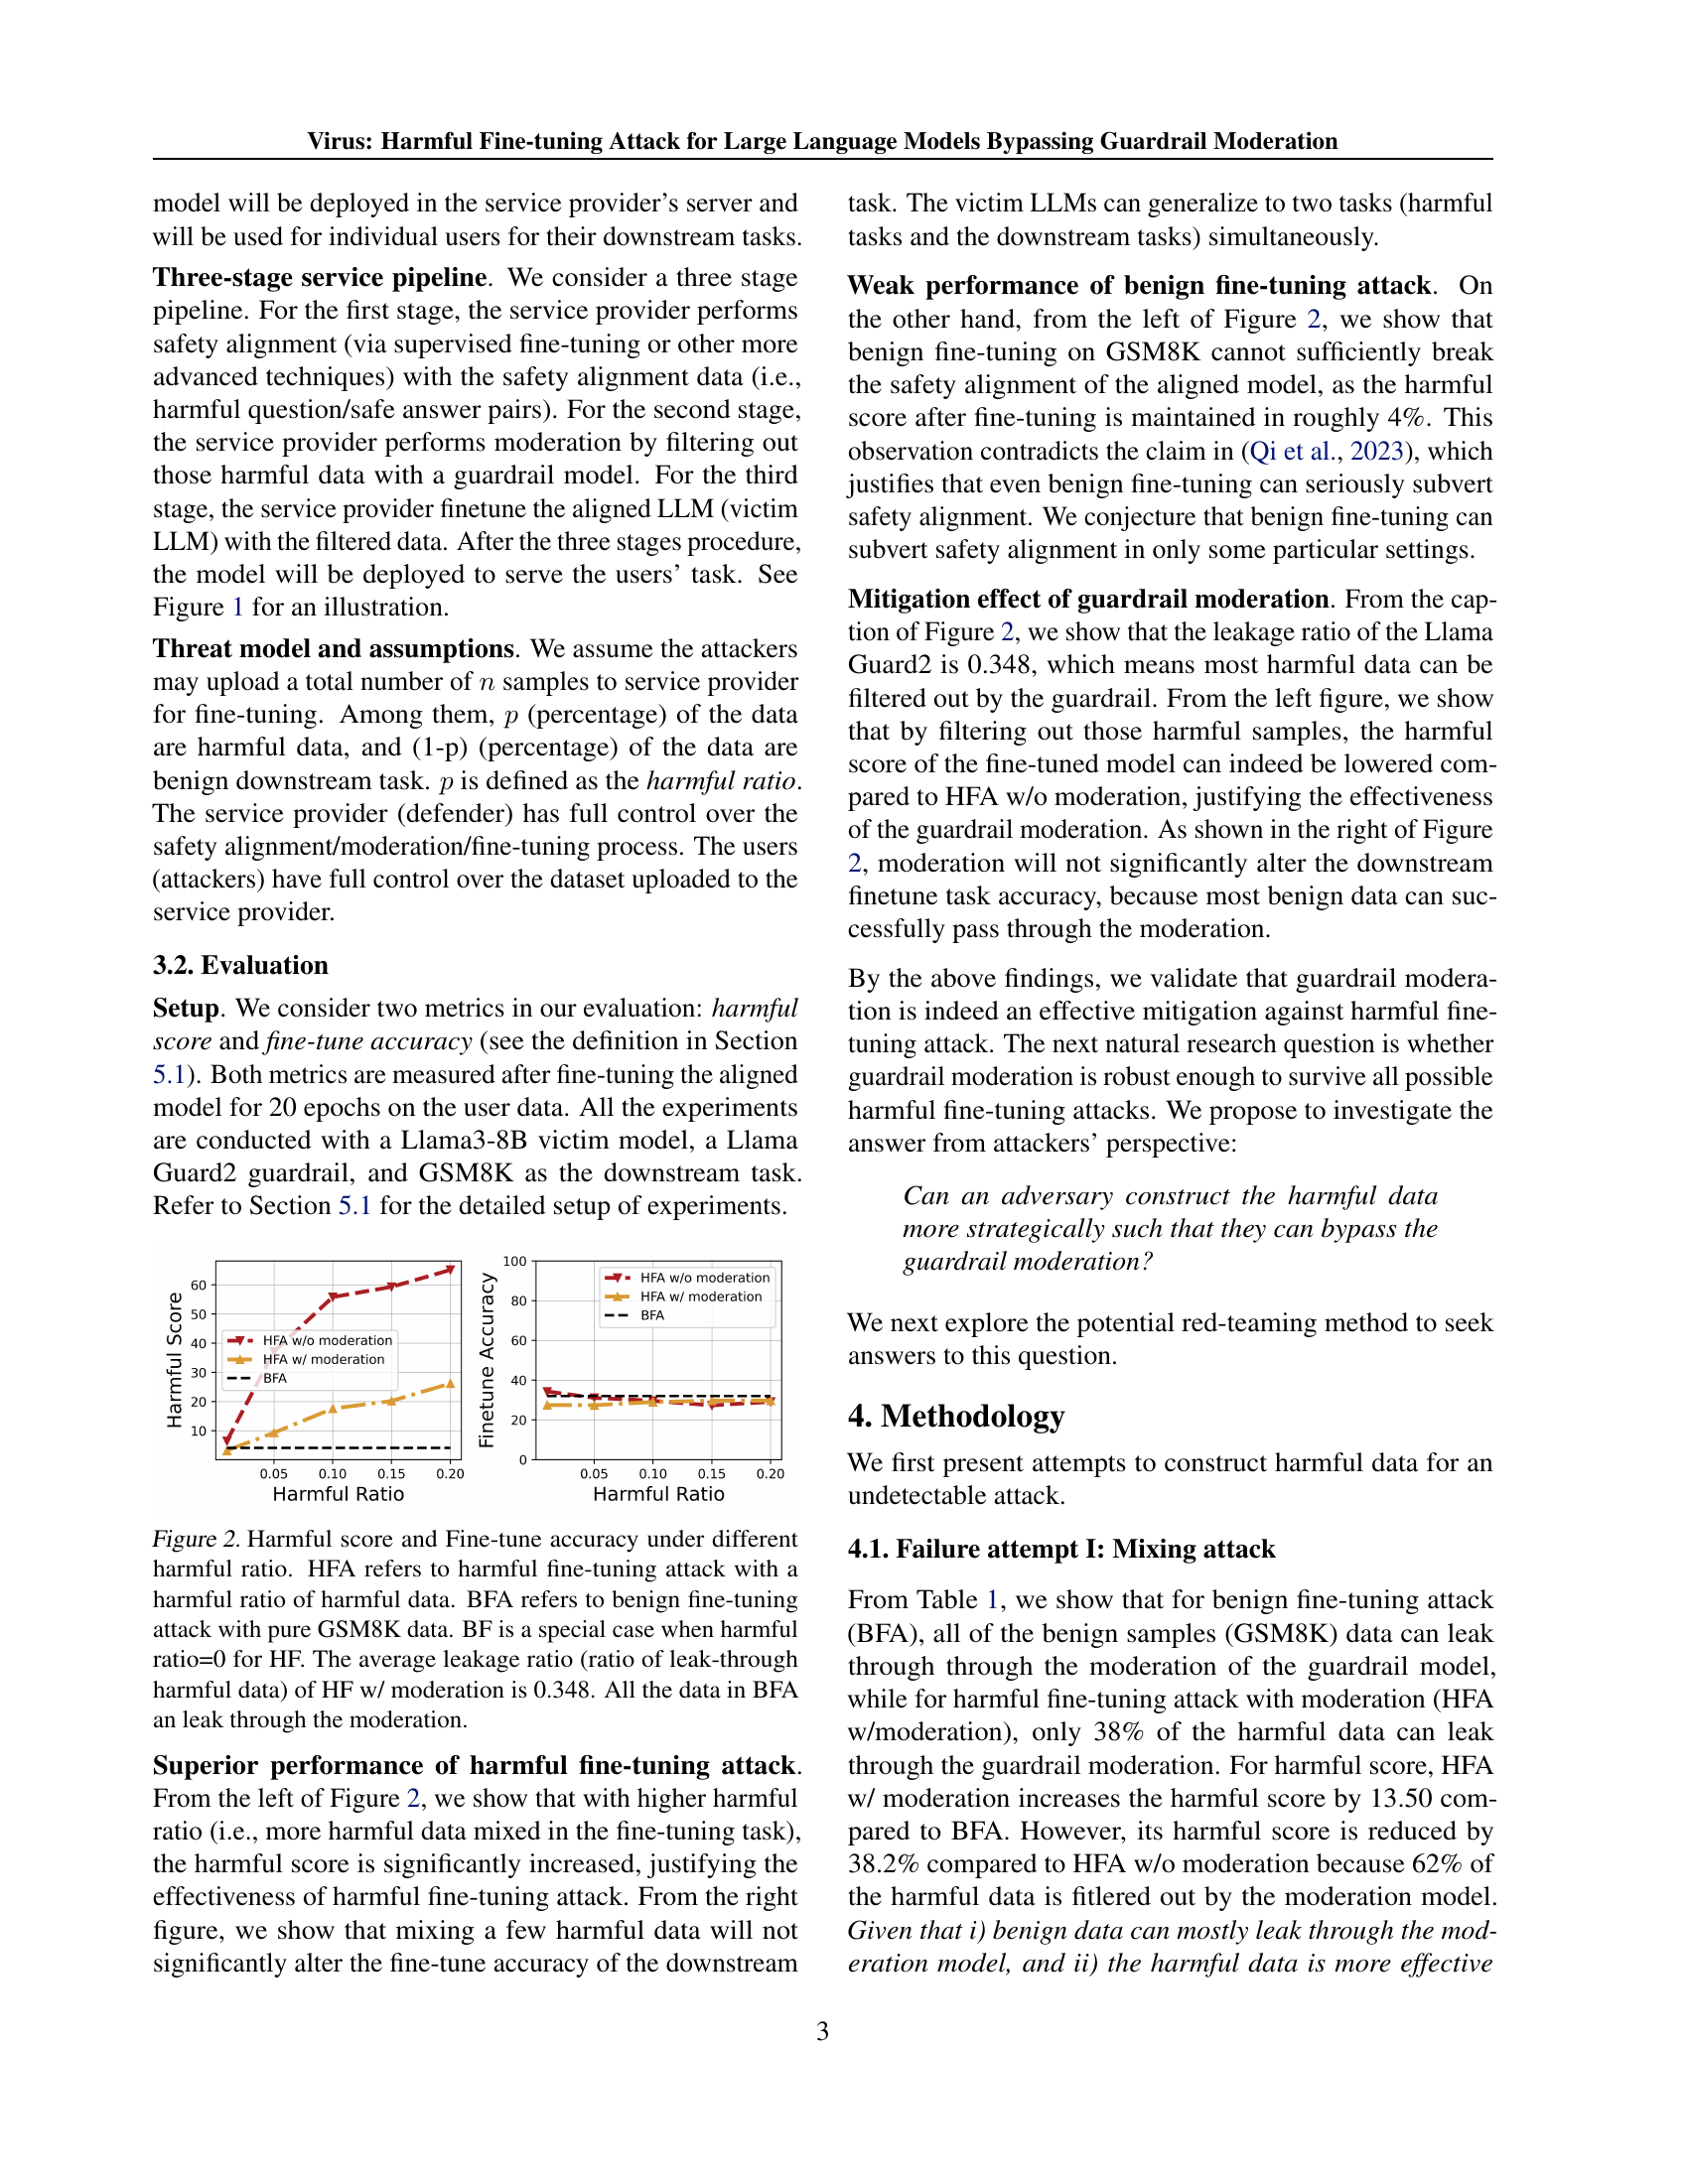 Virus: Harmful Fine-tuning Attack for Large Language Models Bypassing Guardrail Moderation
model will be deployed in the service provider's server and
will be used for individual users for their downstream tasks.
Three-stage service pipeline. We consider a three stage
pipeline. For the first stage, the service provider performs
safety alignment (via supervised fine-tuning or other more
advanced techniques) with the safety alignment data (i.e.,
harmful question/safe answer pairs). For the second stage,
the service provider performs moderation by filtering out
those harmful data with a guardrail model. For the third
stage, the service provider finetune the aligned LLM (victim
LLM) with the filtered data. After the three stages procedure,
the model will be deployed to serve the users' task. See
Figure 1 for an illustration.
Threat model and assumptions. We assume the attackers
may upload a total number of n samples to service provider
for fine-tuning. Among them, p (percentage) of the data
are harmful data, and (1-p) (percentage) of the data are
benign downstream task. p is defined as the harmful ratio.
The service provider (defender) has full control over the
safety alignment/moderation/fine-tuning process. The users
(attackers) have full control over the dataset uploaded to the
service provider.
3.2. Evaluation
Setup. We consider two metrics in our evaluation: harmful
score and fine-tune accuracy (see the definition in Section
5.1). Both metrics are measured after fine-tuning the aligned
model for 20 epochs on the user data. All the experiments
are conducted with a Llama3-8B victim model, a Llama
Guard2 guardrail, and GSM8K as the downstream task.
Refer to Section 5.1 for the detailed setup of experiments.
Harmful Score
60
50
40
30
20
10
HFA w/o moderation
HFA w/ moderation
BFA
0.05 0.10 0.15 0.20
Harmful Ratio
Finetune Accuracy
100
80
60
40
20
0
HFA w/o moderation
HFA w/ moderation
BFA
0.05 0.10 0.15 0.20
Harmful Ratio
Figure 2. Harmful score and Fine-tune accuracy under different
harmful ratio. HFA refers to harmful fine-tuning attack with a
harmful ratio of harmful data. BFA refers to benign fine-tuning
attack with pure GSM8K data. BF is a special case when harmful
ratio=0 for HF. The average leakage ratio (ratio of leak-through
harmful data) of HF w/ moderation is 0.348. All the data in BFA
an leak through the moderation.
Superior performance of harmful fine-tuning attack.
From the left of Figure 2, we show that with higher harmful
ratio (i.e., more harmful data mixed in the fine-tuning task),
the harmful score is significantly increased, justifying the
effectiveness of harmful fine-tuning attack. From the right
figure, we show that mixing a few harmful data will not
significantly alter the fine-tune accuracy of the downstream
task. The victim LLMs can generalize to two tasks (harmful
tasks and the downstream tasks) simultaneously.
Weak performance of benign fine-tuning attack. On
the other hand, from the left of Figure 2, we show that
benign fine-tuning on GSM8K cannot sufficiently break
the safety alignment of the aligned model, as the harmful
score after fine-tuning is maintained in roughly 4%. This
observation contradicts the claim in (Qi et al., 2023), which
justifies that even benign fine-tuning can seriously subvert
safety alignment. We conjecture that benign fine-tuning can
subvert safety alignment in only some particular settings.
Mitigation effect of guardrail moderation. From the cap-
tion of Figure 2, we show that the leakage ratio of the Llama
Guard2 is 0.348, which means most harmful data can be
filtered out by the guardrail. From the left figure, we show
that by filtering out those harmful samples, the harmful
score of the fine-tuned model can indeed be lowered com-
pared to HFA w/o moderation, justifying the effectiveness
of the guardrail moderation. As shown in the right of Figure
2, moderation will not significantly alter the downstream
finetune task accuracy, because most benign data can suc-
cessfully pass through the moderation.
By the above findings, we validate that guardrail modera-
tion is indeed an effective mitigation against harmful fine-
tuning attack. The next natural research question is whether
guardrail moderation is robust enough to survive all possible
harmful fine-tuning attacks. We propose to investigate the
answer from attackers' perspective:
Can an adversary construct the harmful data
more strategically such that they can bypass the
guardrail moderation?
We next explore the potential red-teaming method to seek
answers to this question.
4. Methodology
We first present attempts to construct harmful data for an
undetectable attack.
4.1. Failure attempt I: Mixing attack
From Table 1, we show that for benign fine-tuning attack
(BFA), all of the benign samples (GSM8K) data can leak
through through the moderation of the guardrail model,
while for harmful fine-tuning attack with moderation (HFA
w/moderation), only 38% of the harmful data can leak
through the guardrail moderation. For harmful score, HFA
w/ moderation increases the harmful score by 13.50 com-
pared to BFA. However, its harmful score is reduced by
38.2% compared to HFA w/o moderation because 62% of
the harmful data is fitlered out by the moderation model.
Given that i) benign data can mostly leak through the mod-
eration model, and ii) the harmful data is more effective
3